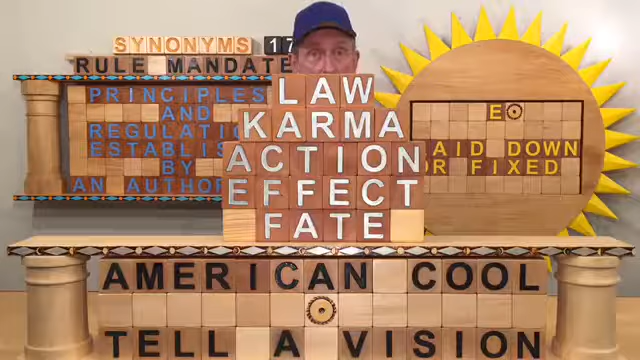 SYNONYMS 17
RULE MANDATE
PRINCIPLES
AND
ESTABLIS
BY
AN AUTHOR
LAW
KARMA
ACTION
EFFECT
FATE
E
AID DOWN
OR FIXED
AMERICAN COOL
TELL A VISION